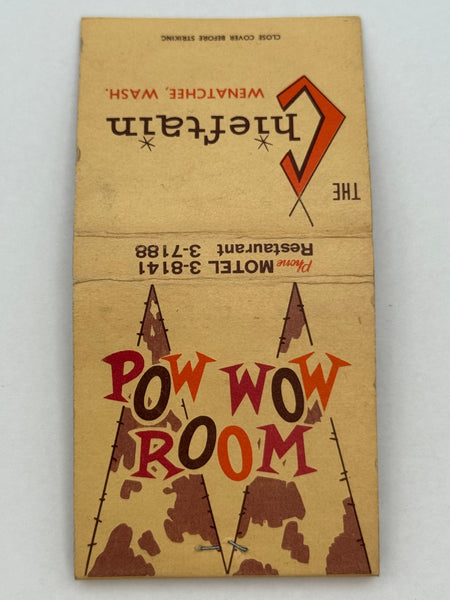 CLOSE COVER BEFORE STRIKING
THE Chieftain
WENATCHEE, WASH.
Phone MOTEL 3-8141
Restaurant 3-7188
POW WOW
ROOM